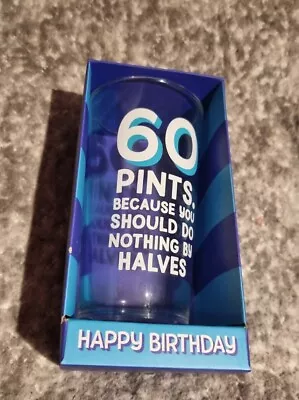 60
PINTS,
BECAUSE YOU
SHOULD DO
NOTHING BY
HALVES
HAPPY BIRTHDAY